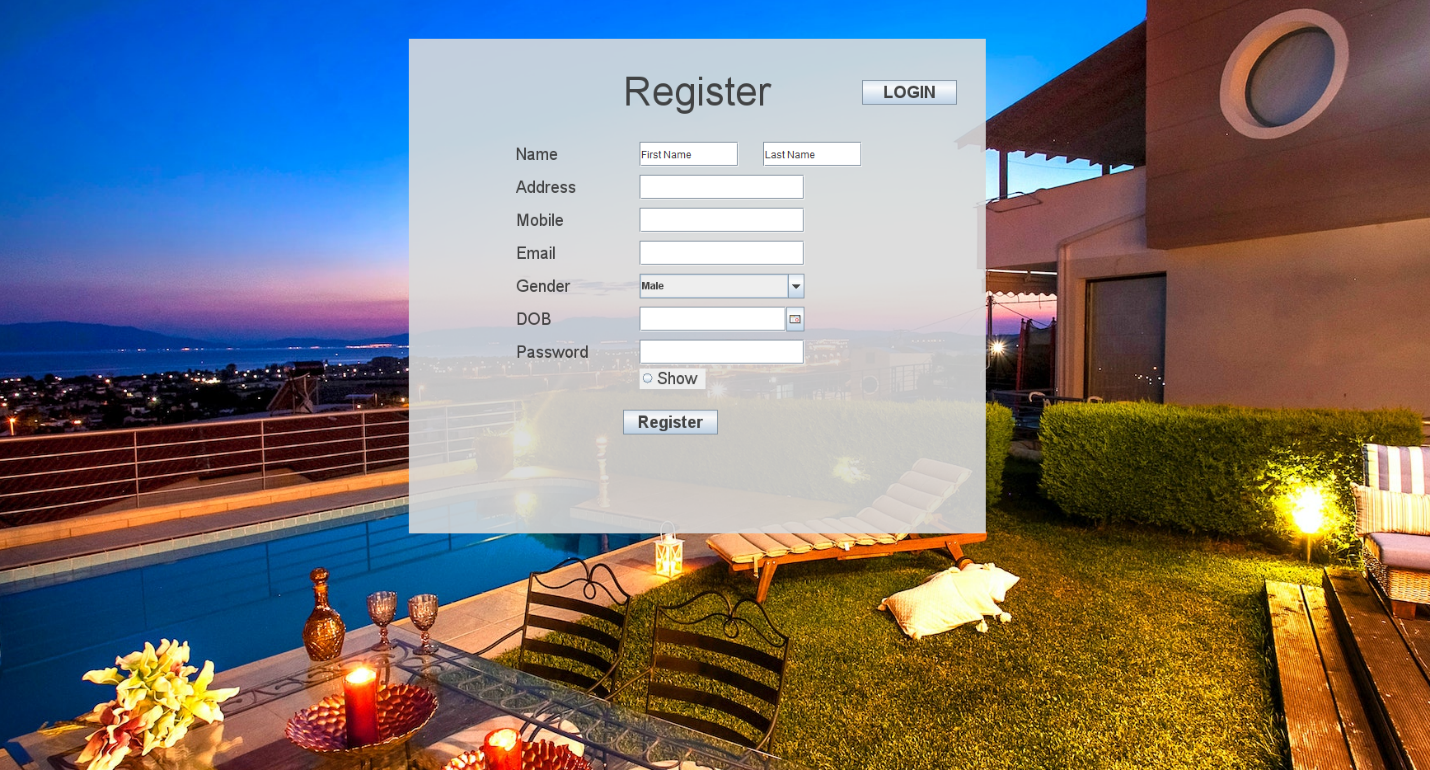 Register
LOGIN
Name First Name Last Name
Address
Mobile
Email
Gender Male
DOB
Password
Show
Register